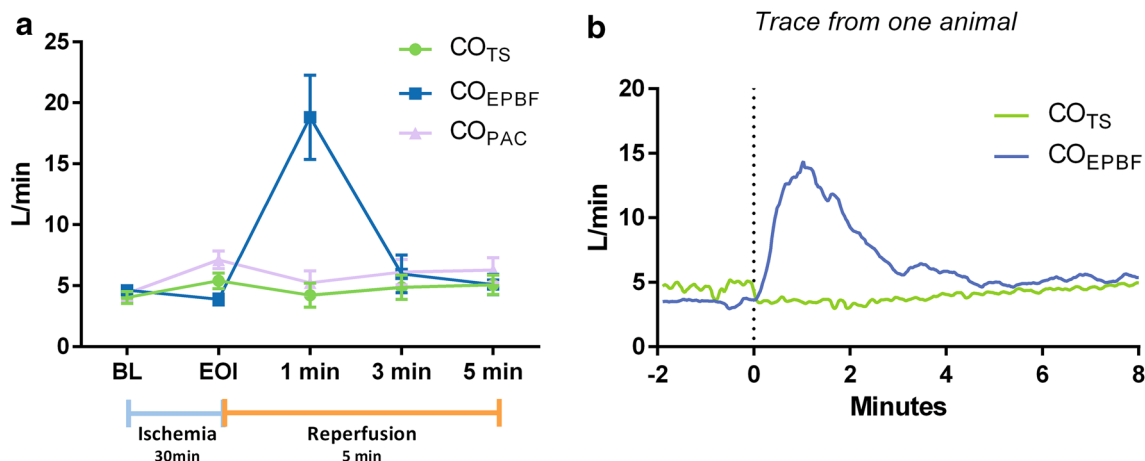 a
25
20
15
10
5
0
L/min
COTS
COEPBF
COPAC
BL EOI 1 min 3 min 5 min
Ischemia
30min
Reperfusion
5 min
b
Trace from one animal
20
15
10
5
0
L/min
COTS
COEPBF
-2 0 2 4 6 8
Minutes